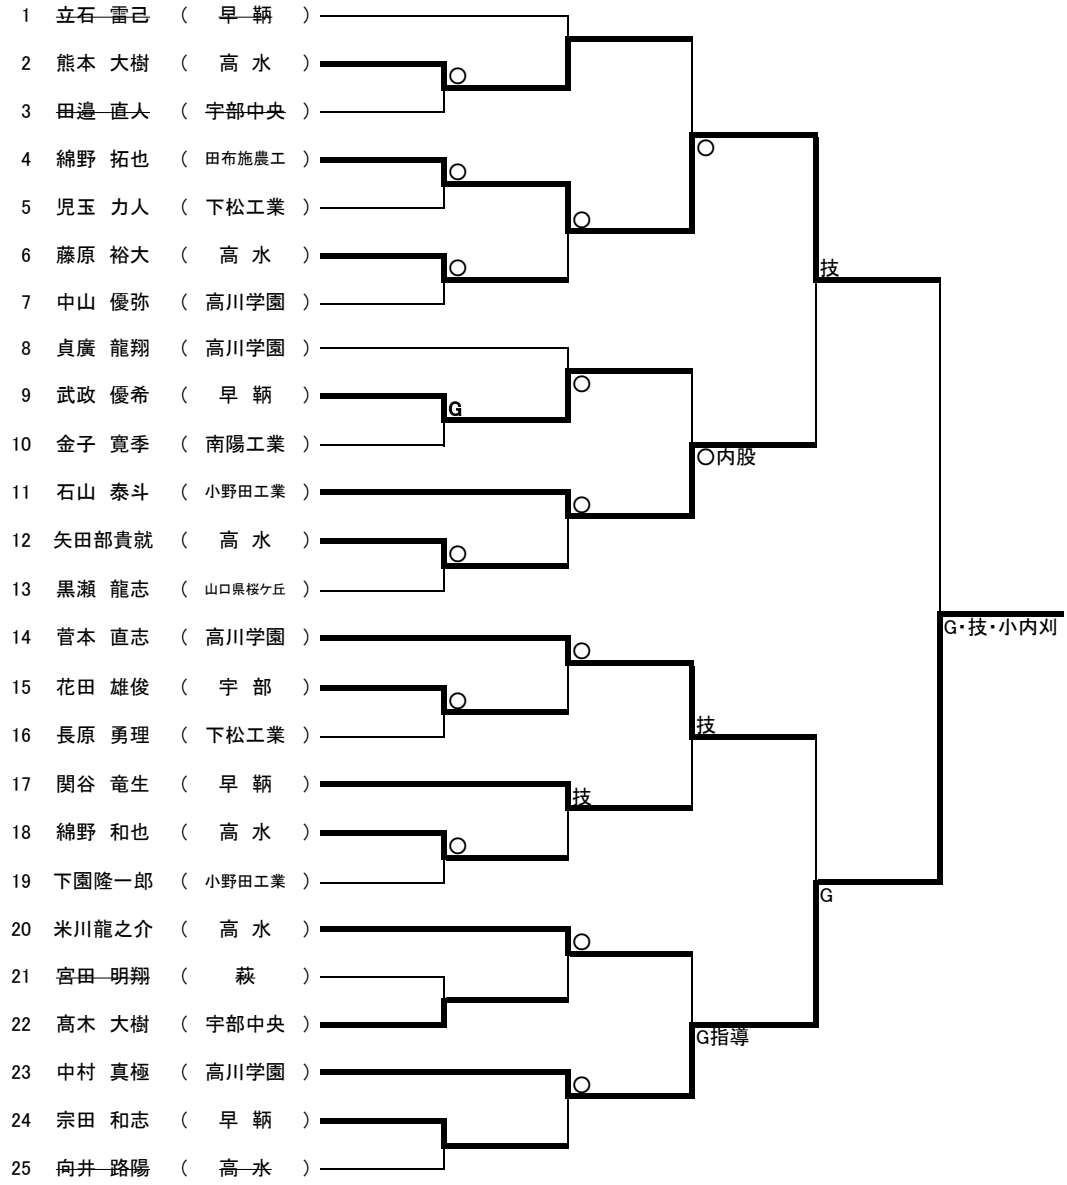 1 立石 雷己 ( 早 鞆 )
2 熊本 大樹 ( 高 水 )
○
3 田邉 直人 ( 宇部中央 )
4 綿野 拓也 ( 田布施農工 )
○
○
5 児玉 力人 ( 下松工業 )
○
6 藤原 裕大 ( 高 水 )
○
技
7 中山 優弥 ( 高川学園 )
8 貞廣 龍翔 ( 高川学園 )
○
9 武政 優希 ( 早 鞆 )
G
10 金子 寛季 ( 南陽工業 )
○内股
11 石山 泰斗 ( 小野田工業 )
○
12 矢田部貴就 ( 高 水 )
○
13 黒瀬 龍志 ( 山口県桜ケ丘 )
G・技・小内刈
14 菅本 直志 ( 高川学園 )
○
15 花田 雄俊 ( 宇 部 )
○
技
16 長原 勇理 ( 下松工業 )
17 関谷 竜生 ( 早 鞆 )
技
18 綿野 和也 ( 高 水 )
○
19 下園隆一郎 ( 小野田工業 )
G
20 米川龍之介 ( 高 水 )
○
21 宮田 明翔 ( 萩 )
22 髙木 大樹 ( 宇部中央 )
G指導
23 中村 真極 ( 高川学園 )
○
24 宗田 和志 ( 早 鞆 )
25 向井 路陽 ( 高 水 )